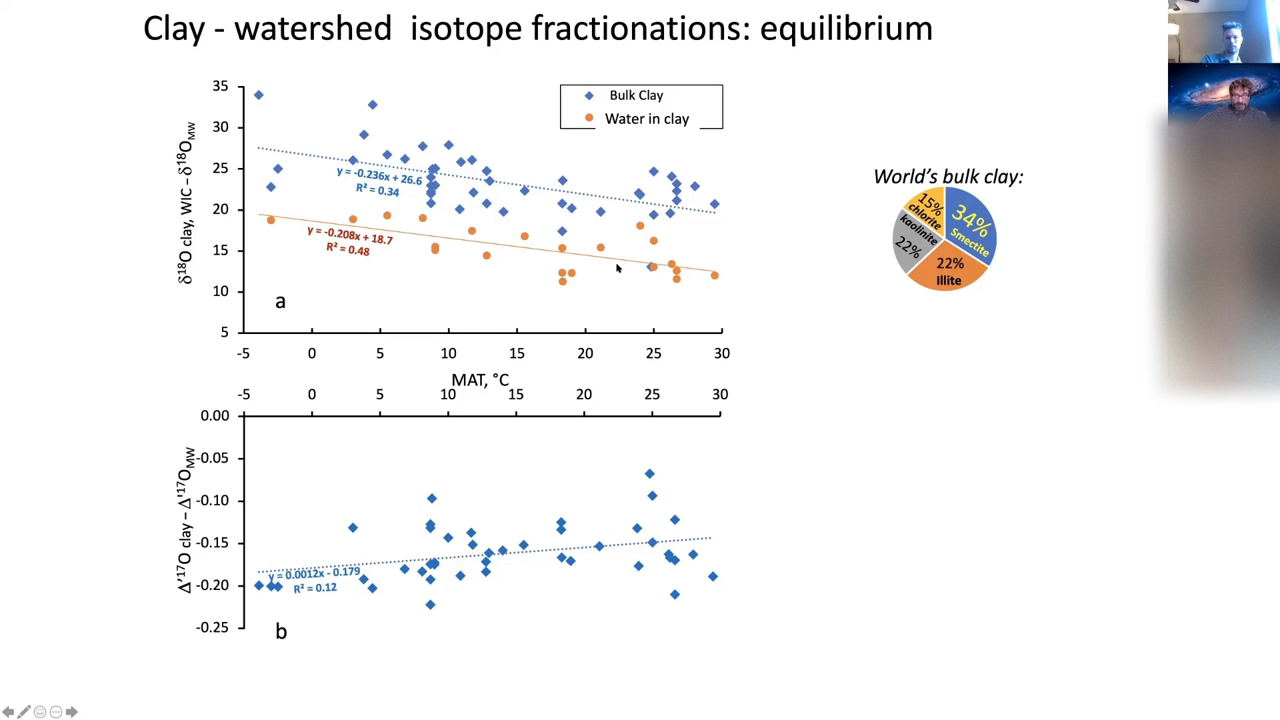 Clay - watershed isotope fractionations: equilibrium
35
30
25
20
15
10
5
δ¹⁸O clay, WIC – δ¹⁸O_MW
Bulk Clay
Water in clay
y = -0.236x + 26.6
R² = 0.34
y = -0.208x + 18.7
R² = 0.48
a
-5 0 5 10 15 20 25 30
MAT, °C
-5 0 5 10 15 20 25 30
0.00
-0.05
-0.10
-0.15
-0.20
-0.25
Δ'¹⁷O clay – Δ'¹⁷O_MW
y = 0.0012x - 0.179
R² = 0.12
b
World's bulk clay:
15%
chlorite
34%
Smectite
kaolinite
22%
22%
Illite